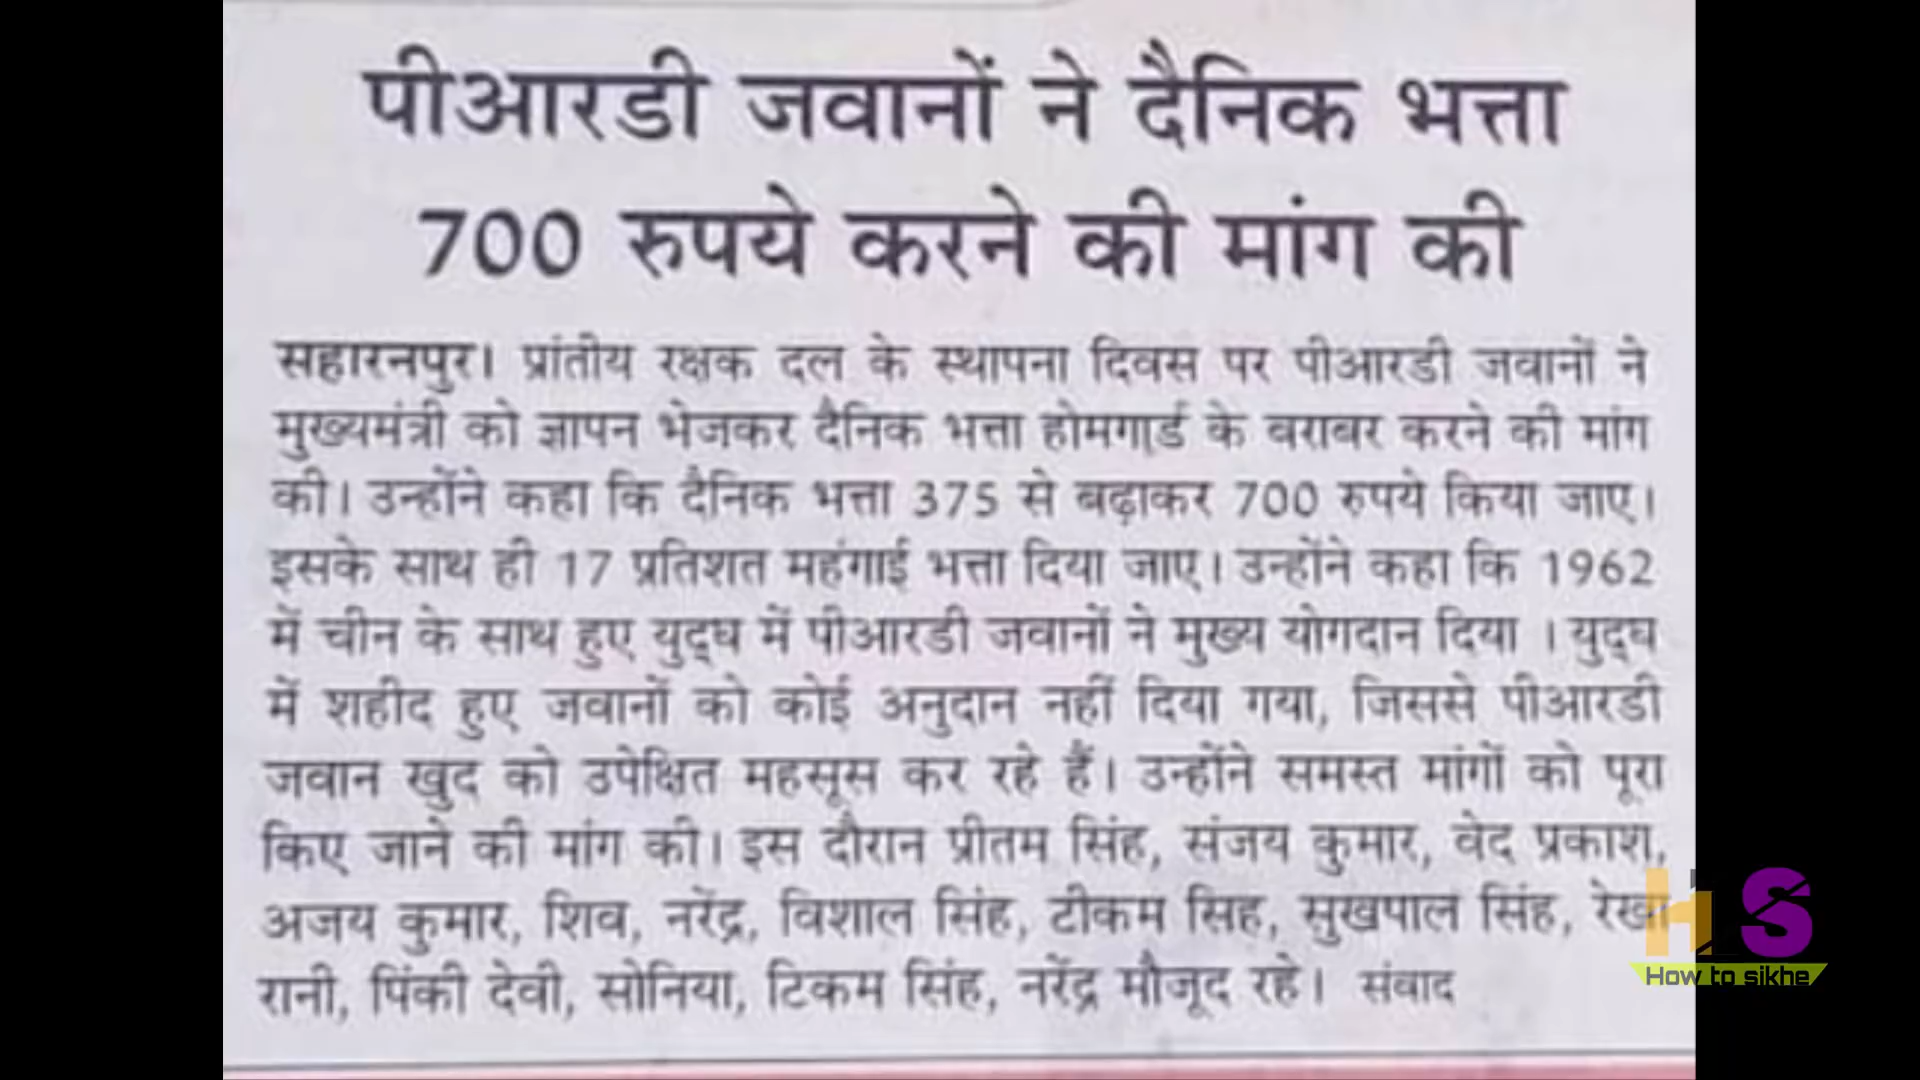 पीआरडी जवानों ने दैनिक भत्ता
700 रुपये करने की मांग की
सहारनपुर। प्रांतीय रक्षक दल के स्थापना दिवस पर पीआरडी जवानों ने
मुख्यमंत्री को ज्ञापन भेजकर दैनिक भत्ता होमगार्ड के बराबर करने की मांग
की। उन्होंने कहा कि दैनिक भत्ता 375 से बढ़ाकर 700 रुपये किया जाए।
इसके साथ ही 17 प्रतिशत महंगाई भत्ता दिया जाए। उन्होंने कहा कि 1962
में चीन के साथ हुए युद्घ में पीआरडी जवानों ने मुख्य योगदान दिया । युद्घ
में शहीद हुए जवानों को कोई अनुदान नहीं दिया गया, जिससे पीआरडी
जवान खुद को उपेक्षित महसूस कर रहे हैं। उन्होंने समस्त मांगों को पूरा
किए जाने की मांग की। इस दौरान प्रीतम सिंह, संजय कुमार, वेद प्रकाश,
अजय कुमार, शिव, नरेंद्र, विशाल सिंह, टीकम सिह, सुखपाल सिंह, रेखा
रानी, पिंकी देवी, सोनिया, टिकम सिंह, नरेंद्र मौजूद रहे। संवाद
HS
How to sikhe